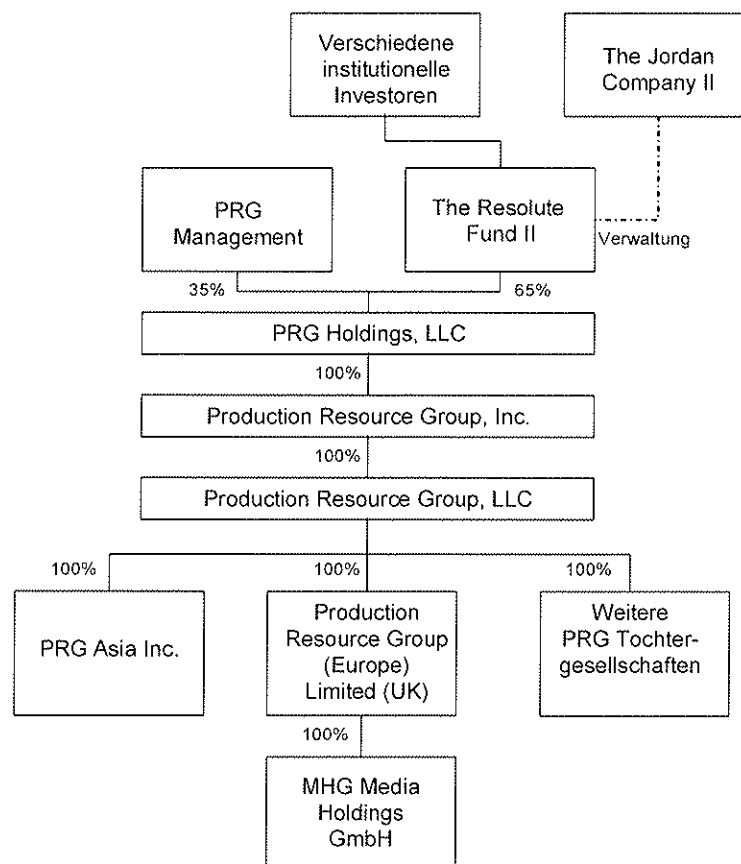 Verschiedene
institutionelle
Investoren
The Jordan
Company II
PRG
Management
The Resolute
Fund II
Verwaltung
35%
65%
PRG Holdings, LLC
100%
Production Resource Group, Inc.
100%
Production Resource Group, LLC
100%
100%
100%
PRG Asia Inc.
Production
Resource Group
(Europe)
Limited (UK)
Weitere
PRG Tochter-
gesellschaften
100%
MHG Media
Holdings
GmbH